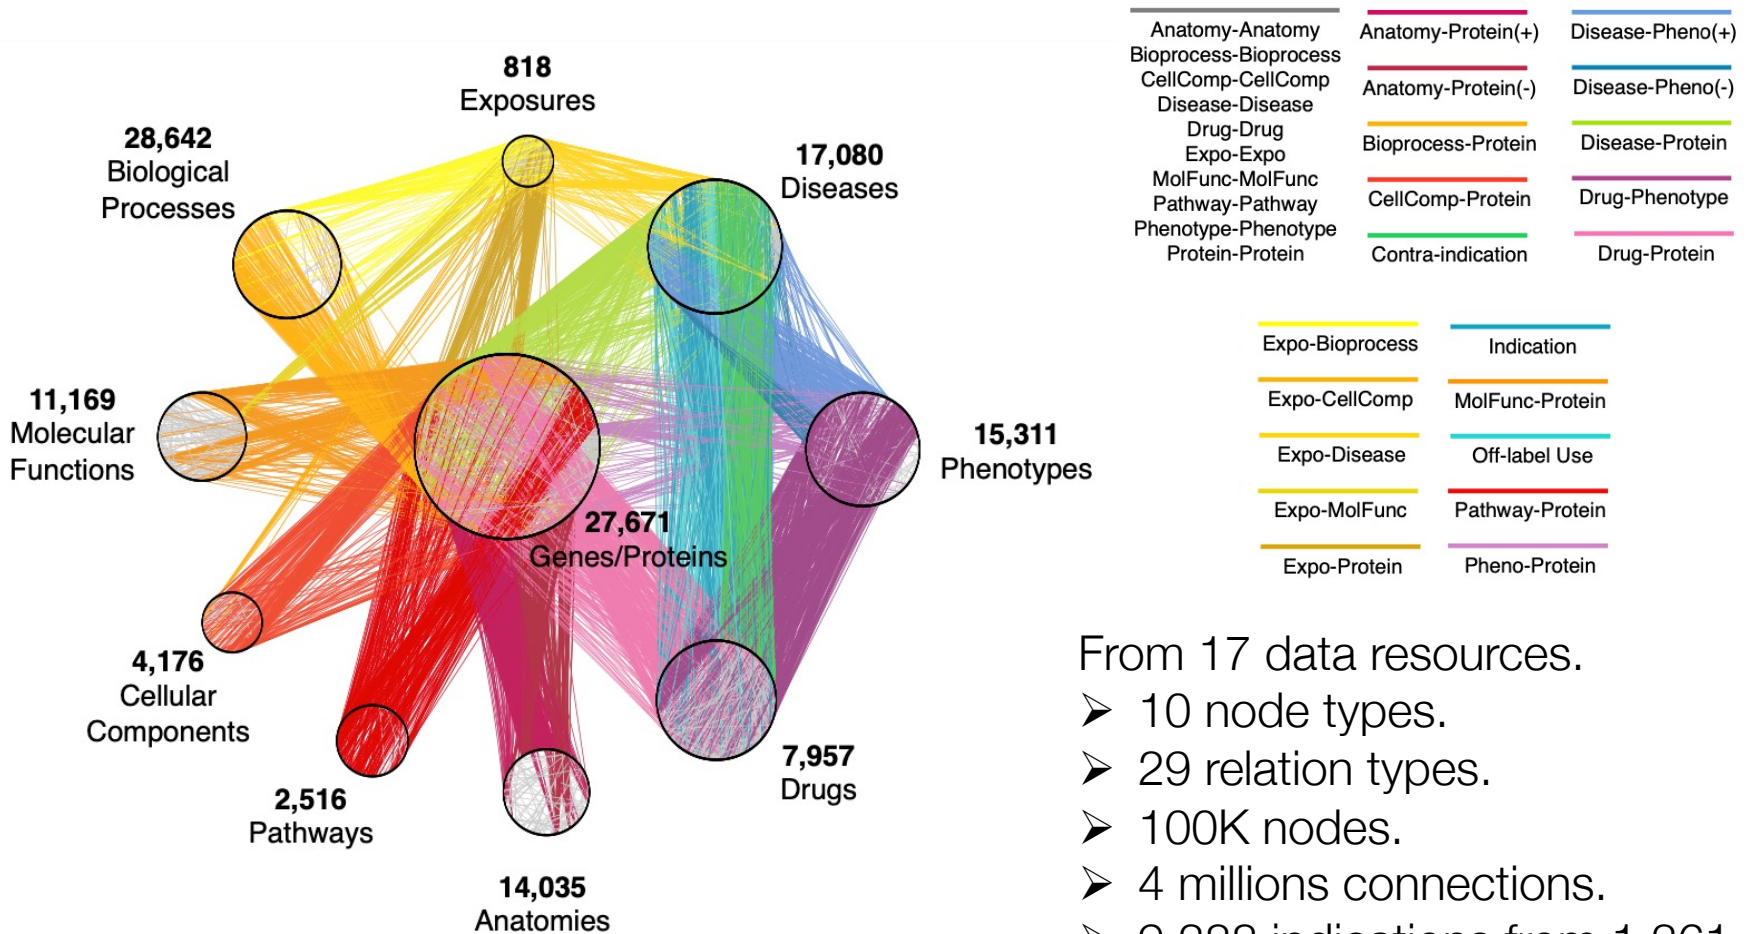 818
Exposures
28,642
Biological
Processes
17,080
Diseases
11,169
Molecular
Functions
15,311
Phenotypes
27,671
Genes/Proteins
4,176
Cellular
Components
2,516
Pathways
7,957
Drugs
14,035
Anatomies
Anatomy-Anatomy
Bioprocess-Bioprocess
CellComp-CellComp
Disease-Disease
Drug-Drug
Expo-Expo
MolFunc-MolFunc
Pathway-Pathway
Phenotype-Phenotype
Protein-Protein
Anatomy-Protein(+)
Anatomy-Protein(-)
Bioprocess-Protein
CellComp-Protein
Contra-indication
Disease-Pheno(+)
Disease-Pheno(-)
Disease-Protein
Drug-Phenotype
Drug-Protein
Expo-Bioprocess
Expo-CellComp
Expo-Disease
Expo-MolFunc
Expo-Protein
Indication
MolFunc-Protein
Off-label Use
Pathway-Protein
Pheno-Protein
From 17 data resources.
➢ 10 node types.
➢ 29 relation types.
➢ 100K nodes.
➢ 4 millions connections.
➢ indications from